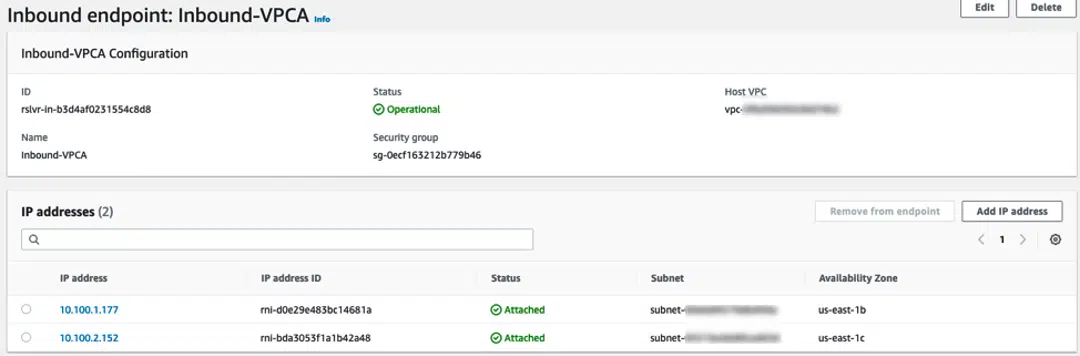 Inbound endpoint: Inbound-VPCA Info
Edit Delete
Inbound-VPCA Configuration
ID Status Host VPC
rslvr-in-b3d4af0231554c8d8 Operational vpc-
Name Security group
Inbound-VPCA sg-0ecf163212b779b46
IP addresses (2)
Remove from endpoint Add IP address
1
IP address IP address ID Status Subnet Availability Zone
10.100.1.177 rni-d0e29e483bc14681a Attached subnet- us-east-1b
10.100.2.152 rni-bda3053f1a1b42a48 Attached subnet- us-east-1c